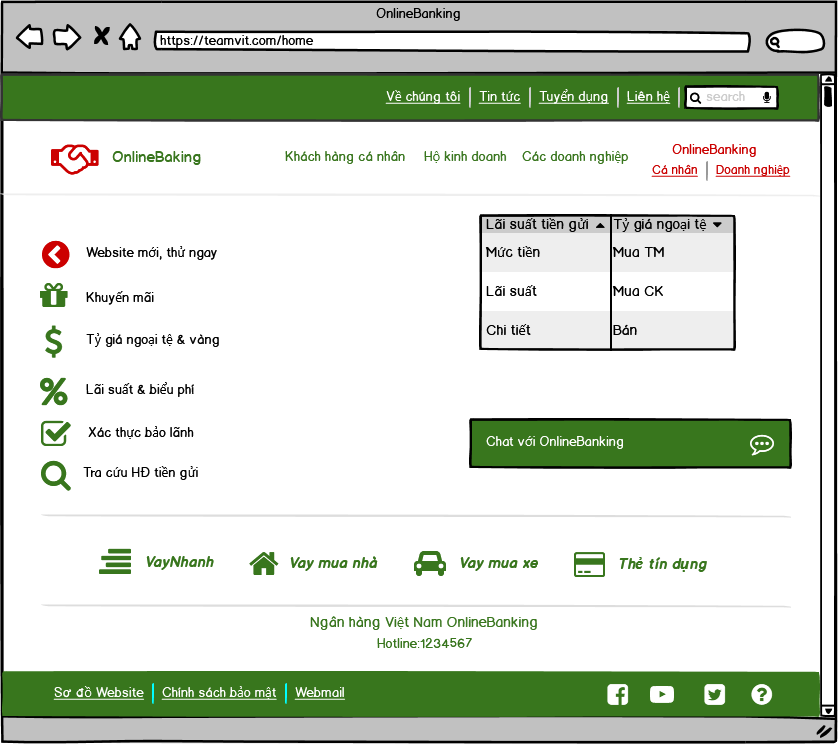 OnlineBanking
https://teamvit.com/home
Về chúng tôi Tin tức Tuyển dụng Liên hệ search
OnlineBaking Khách hàng cá nhân Hộ kinh doanh Các doanh nghiệp OnlineBanking
Cá nhân Doanh nghiệp
Lãi suất tiền gửi Tỷ giá ngoại tệ
Mức tiền Mua TM
Lãi suất Mua CK
Chi tiết Bán
Website mới, thử ngay
Khuyến mãi
Tỷ giá ngoại tệ & vàng
Lãi suất & biểu phí
Xác thực bảo lãnh
Tra cứu HĐ tiền gửi
Chat với OnlineBanking
VayNhanh Vay mua nhà Vay mua xe Thẻ tín dụng
Ngân hàng Việt Nam OnlineBanking
Hotline:1234567
Sơ đồ Website Chính sách bảo mật Webmail